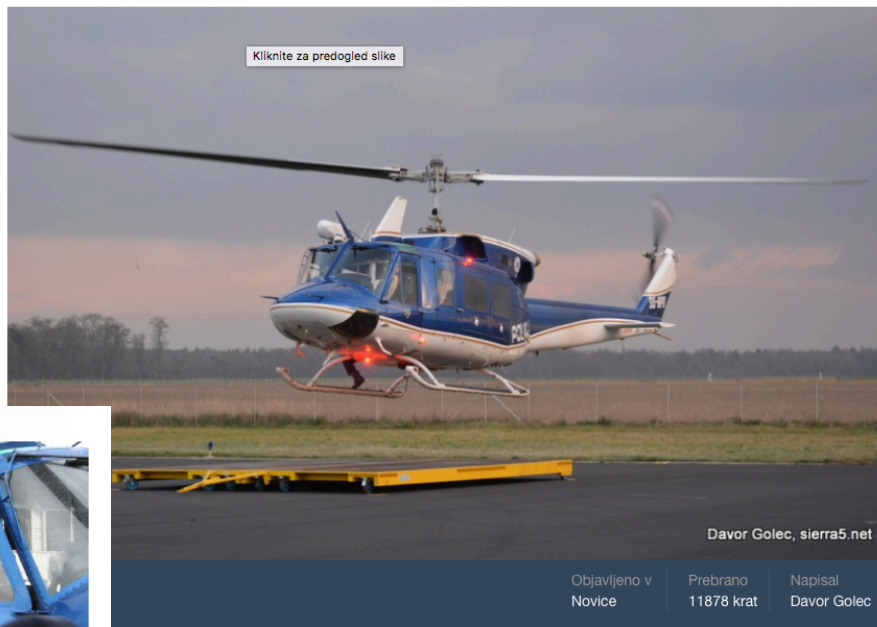 Kliknite za predogled slike
Davor Golec, sierra5.net
Objavljeno v
Novice
Prebrano
11878 krat
Napisal
Davor Golec